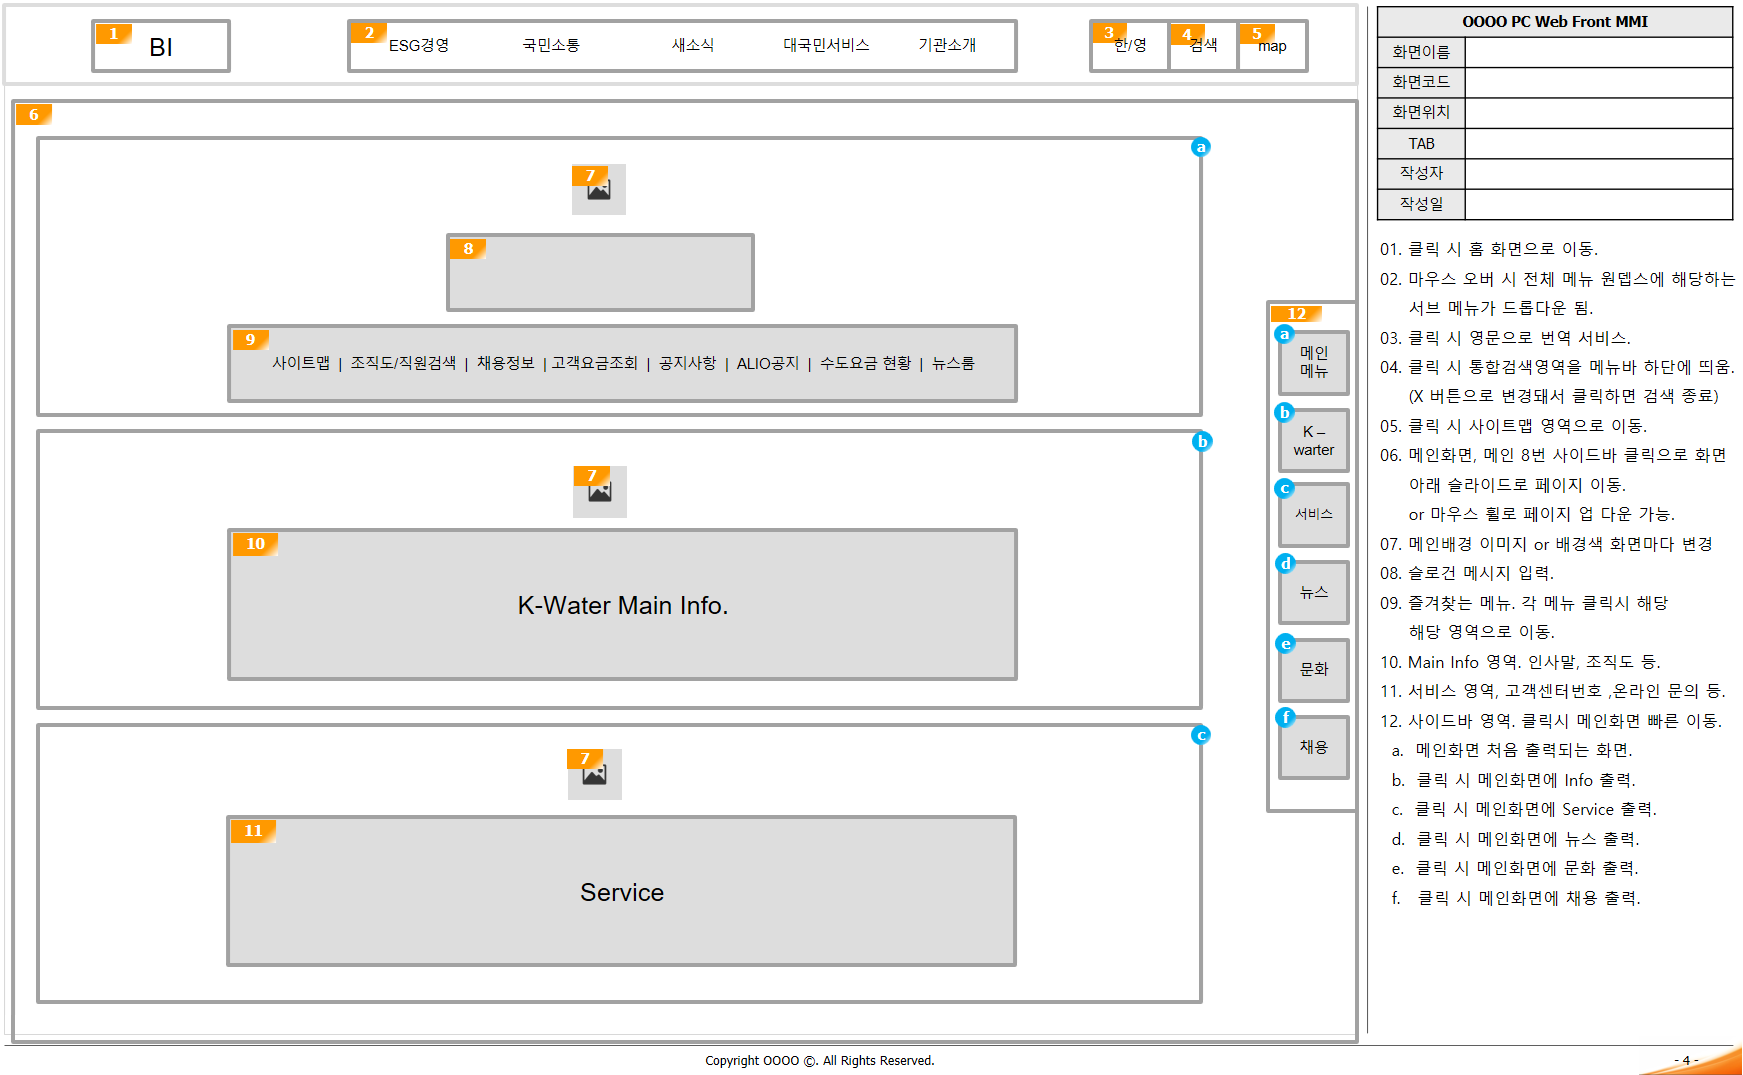 1
BI
2
ESG경영 국민소통 새소식 대국민서비스 기관소개
3
한/영
4
검색
5
map
6
a
7
8
9
사이트맵 | 조직도/직원검색 | 채용정보 | 고객요금조회 | 공지사항 | ALIO공지 | 수도요금 현황 | 뉴스룸
b
7
10
K-Water Main Info.
c
7
11
Service
12
a
메인
메뉴
b
K –
warter
c
서비스
d
뉴스
e
문화
f
채용
OOOO PC Web Front MMI
화면이름
화면코드
화면위치
TAB
작성자
작성일
01. 클릭 시 홈 화면으로 이동.
02. 마우스 오버 시 전체 메뉴 원뎁스에 해당하는
서브 메뉴가 드롭다운 됨.
03. 클릭 시 영문으로 번역 서비스.
04. 클릭 시 통합검색영역을 메뉴바 하단에 띄움.
(X 버튼으로 변경돼서 클릭하면 검색 종료)
05. 클릭 시 사이트맵 영역으로 이동.
06. 메인화면, 메인 8번 사이드바 클릭으로 화면
아래 슬라이드로 페이지 이동.
or 마우스 휠로 페이지 업 다운 가능.
07. 메인배경 이미지 or 배경색 화면마다 변경
08. 슬로건 메시지 입력.
09. 즐겨찾는 메뉴. 각 메뉴 클릭시 해당
해당 영역으로 이동.
10. Main Info 영역. 인사말, 조직도 등.
11. 서비스 영역, 고객센터번호 ,온라인 문의 등.
12. 사이드바 영역. 클릭시 메인화면 빠른 이동.
a. 메인화면 처음 출력되는 화면.
b. 클릭 시 메인화면에 Info 출력.
c. 클릭 시 메인화면에 Service 출력.
d. 클릭 시 메인화면에 뉴스 출력.
e. 클릭 시 메인화면에 문화 출력.
f. 클릭 시 메인화면에 채용 출력.
Copyright OOOO ©. All Rights Reserved.
- 4 -